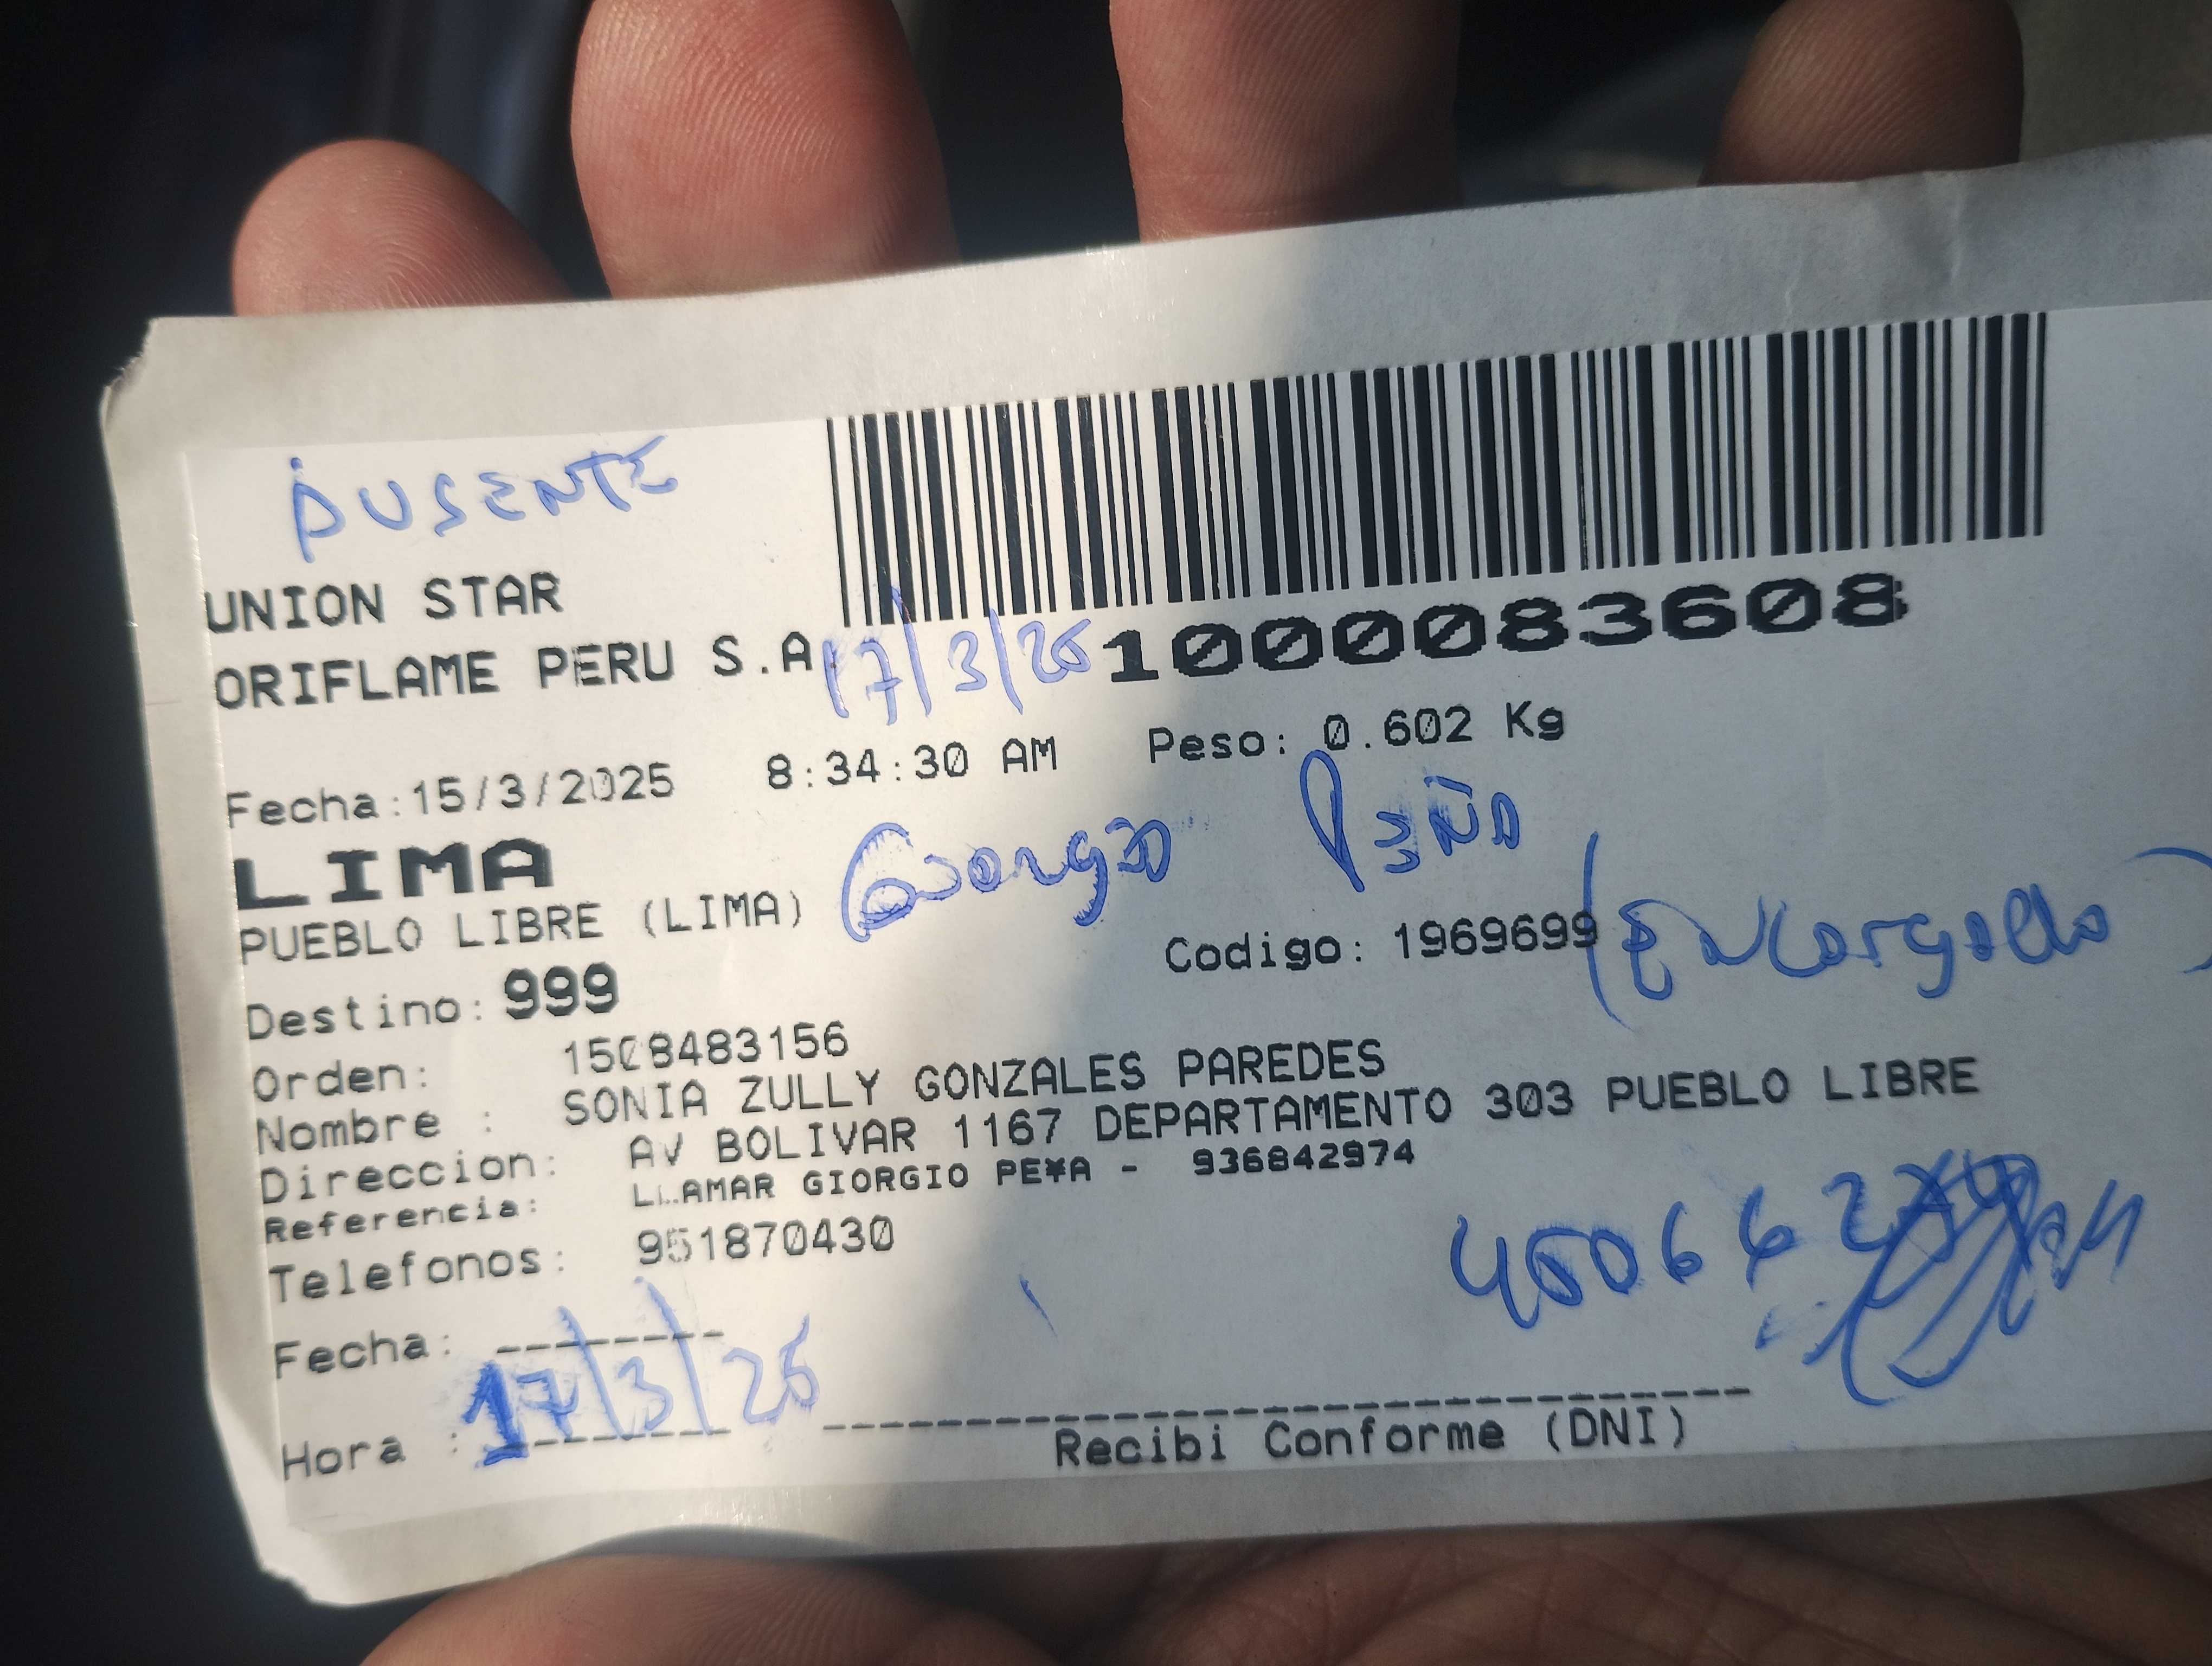 AUSENTE
UNION STAR
ORIFLAME PERU S.A
17/3/25
1000083608
Fecha:15/3/2025 8:34:30 AM Peso: 0.602 Kg
LIMA
Giorgio Peña
PUEBLO LIBRE (LIMA)
Codigo: 1969699
(Encargado)
Destino: 999
Orden: 1508483156
Nombre : SONIA ZULLY GONZALES PAREDES
Direccion: AV BOLIVAR 1167 DEPARTAMENTO 303 PUEBLO LIBRE
Referencia: LLAMAR GIORGIO PE¥A - 936842974
Telefonos: 951870430
Fecha: --------
17/3/25
Hora : --------
Recibi Conforme (DNI)